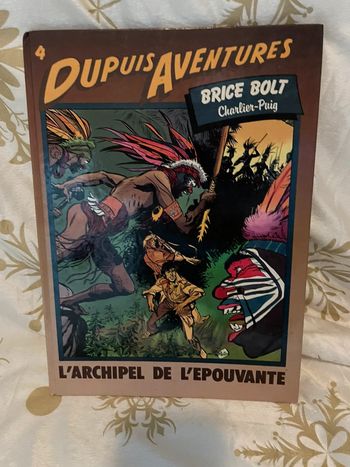 4
DUPUIS AVENTURES
BRICE BOLT
Charlier-Puig
L'ARCHIPEL DE L'EPOUVANTE